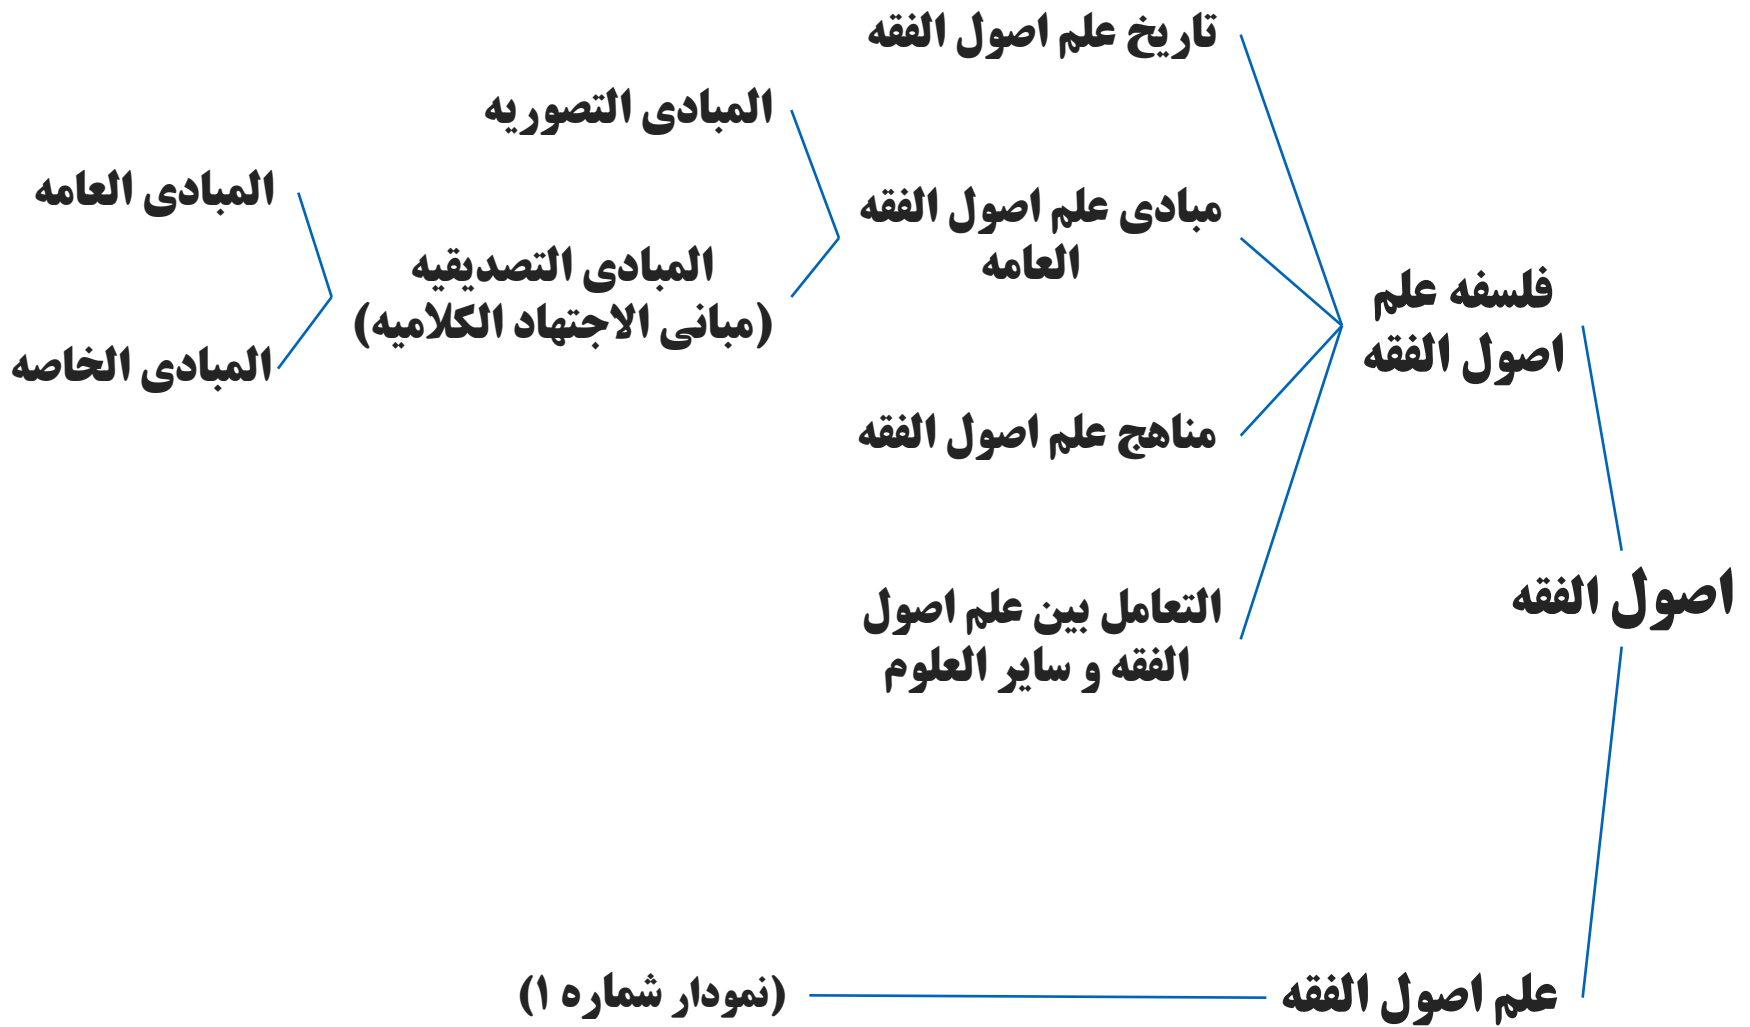 اصول الفقه
فلسفه علم
اصول الفقه
تاریخ علم اصول الفقه
مبادی علم اصول الفقه
العامه
المبادی التصوریه
المبادی التصدیقیه
(مبانی الاجتهاد الکلامیه)
المبادی العامه
المبادی الخاصه
مناهج علم اصول الفقه
التعامل بین علم اصول
الفقه و سایر العلوم
علم اصول الفقه
(نمودار شماره ۱)